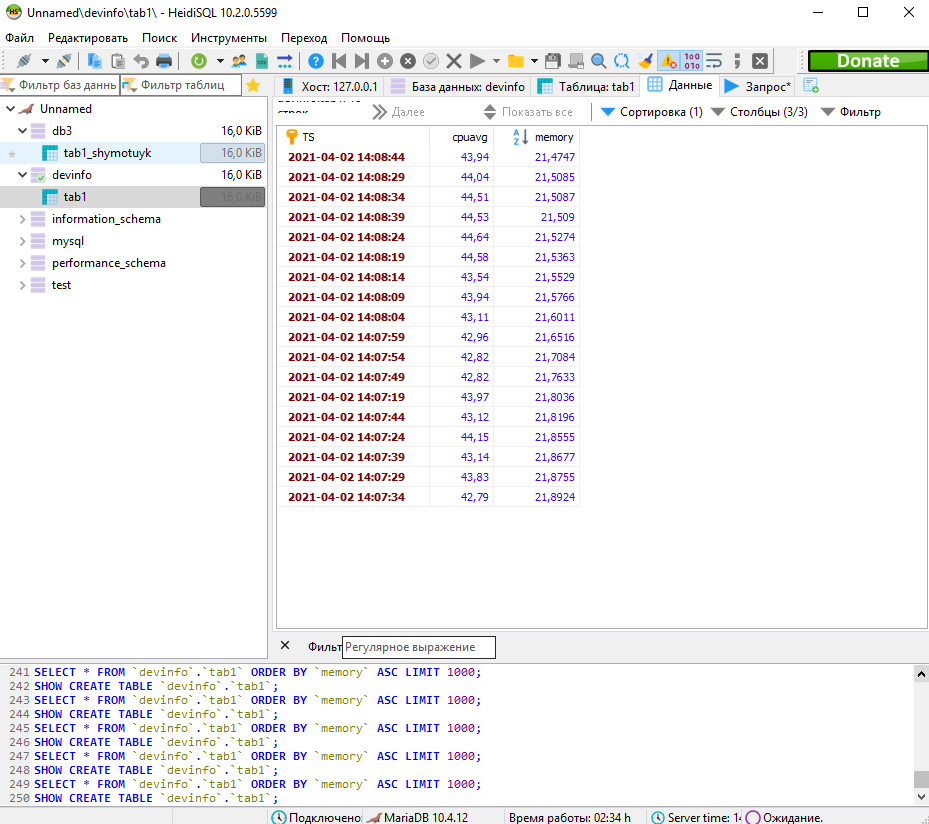 Unnamed\devinfo\tab1\ - HeidiSQL 10.2.0.5599
Файл Редактировать Поиск Инструменты Переход Помощь
Donate
Фильтр баз данны Фильтр таблиц
Хост: 127.0.0.1 База данных: devinfo Таблица: tab1 Данные Запрос*
Далее Показать все Сортировка (1) Столбцы (3/3) Фильтр
Unnamed
db3 16,0 KiB
tab1_shymotuyk 16,0 KiB
devinfo 16,0 KiB
tab1 16,0 KiB
information_schema
mysql
performance_schema
test
TS cpuavg memory
2021-04-02 14:08:44 43,94 21,4747
2021-04-02 14:08:29 44,04 21,5085
2021-04-02 14:08:34 44,51 21,5087
2021-04-02 14:08:39 44,53 21,509
2021-04-02 14:08:24 44,64 21,5274
2021-04-02 14:08:19 44,58 21,5363
2021-04-02 14:08:14 43,54 21,5529
2021-04-02 14:08:09 43,94 21,5766
2021-04-02 14:08:04 43,11 21,6011
2021-04-02 14:07:59 42,96 21,6516
2021-04-02 14:07:54 42,82 21,7084
2021-04-02 14:07:49 42,82 21,7633
2021-04-02 14:07:19 43,97 21,8036
2021-04-02 14:07:44 43,12 21,8196
2021-04-02 14:07:24 44,15 21,8555
2021-04-02 14:07:39 43,14 21,8677
2021-04-02 14:07:29 43,83 21,8755
2021-04-02 14:07:34 42,79 21,8924
Фильт Регулярное выражение
241 SELECT * FROM `devinfo`.`tab1` ORDER BY `memory` ASC LIMIT 1000;
242 SHOW CREATE TABLE `devinfo`.`tab1`;
243 SELECT * FROM `devinfo`.`tab1` ORDER BY `memory` ASC LIMIT 1000;
244 SHOW CREATE TABLE `devinfo`.`tab1`;
245 SELECT * FROM `devinfo`.`tab1` ORDER BY `memory` ASC LIMIT 1000;
246 SHOW CREATE TABLE `devinfo`.`tab1`;
247 SELECT * FROM `devinfo`.`tab1` ORDER BY `memory` ASC LIMIT 1000;
248 SHOW CREATE TABLE `devinfo`.`tab1`;
249 SELECT * FROM `devinfo`.`tab1` ORDER BY `memory` ASC LIMIT 1000;
250 SHOW CREATE TABLE `devinfo`.`tab1`;
Подключено MariaDB 10.4.12 Время работы: 02:34 h Server time: 14 Ожидание.